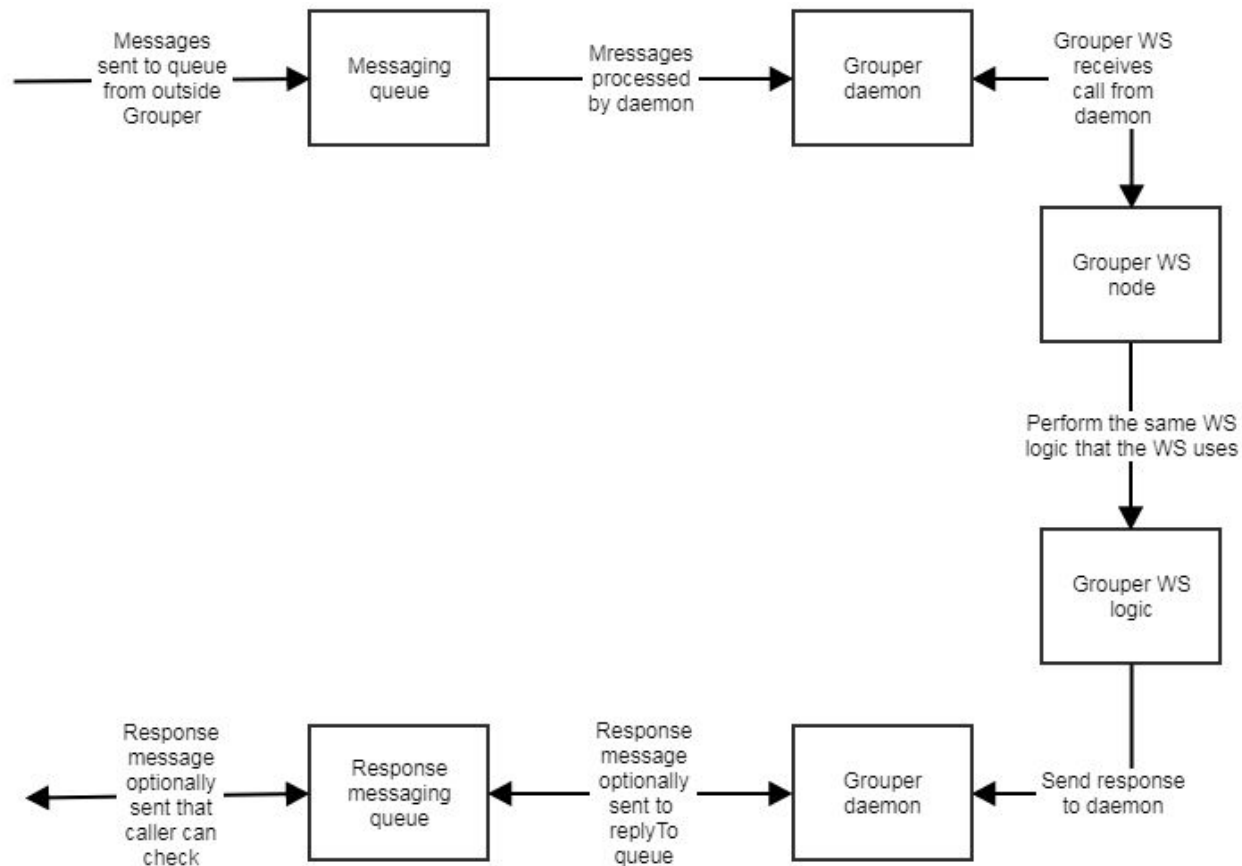 Messages
sent to queue
from outside
Grouper
Messaging
queue
Mressages
processed
by daemon
Grouper
daemon
Grouper WS
receives
call from
daemon
Grouper WS
node
Perform the same WS
logic that the WS uses
Grouper WS
logic
Response
message
optionally
sent that
caller can
check
Response
messaging
queue
Response
message
optionally
sent to
replyTo
queue
Grouper
daemon
Send response
to daemon